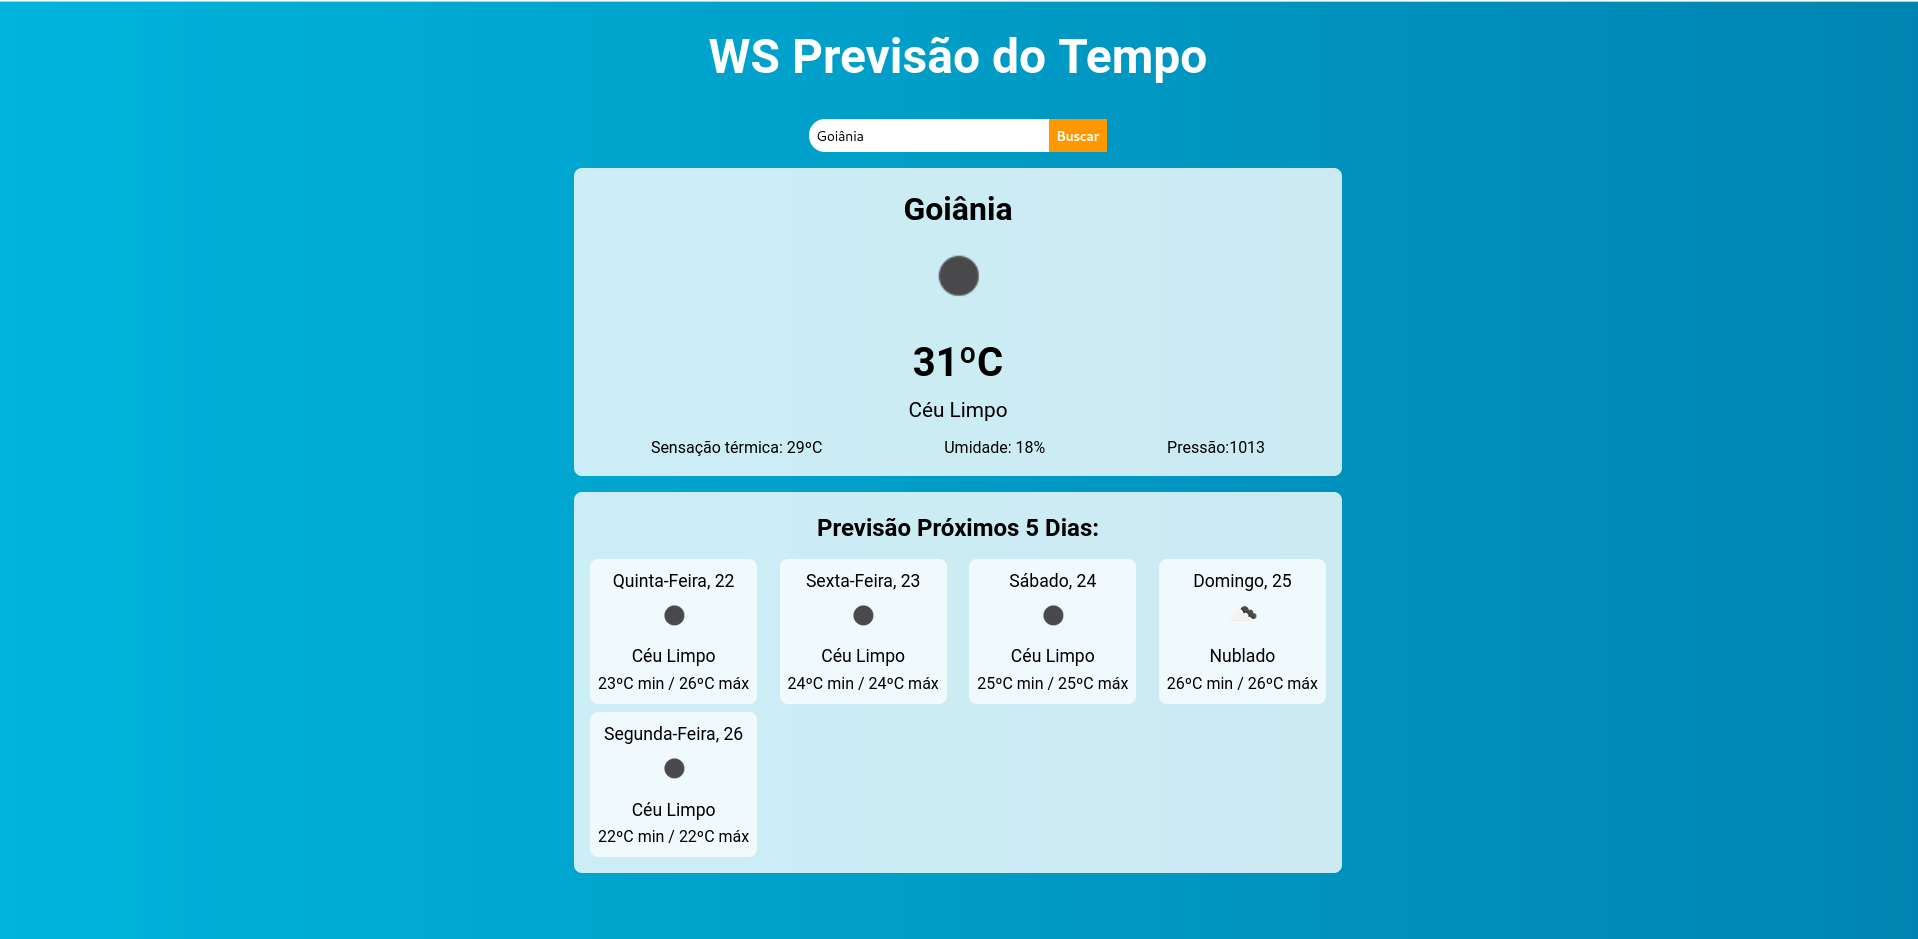 WS Previsão do Tempo
Goiânia
Buscar
Goiânia
31ºC
Céu Limpo
Sensação térmica: 29ºC
Umidade: 18%
Pressão:1013
Previsão Próximos 5 Dias:
Quinta-Feira, 22
Céu Limpo
23ºC min / 26ºC máx
Sexta-Feira, 23
Céu Limpo
24ºC min / 24ºC máx
Sábado, 24
Céu Limpo
25ºC min / 25ºC máx
Domingo, 25
Nublado
26ºC min / 26ºC máx
Segunda-Feira, 26
Céu Limpo
22ºC min / 22ºC máx